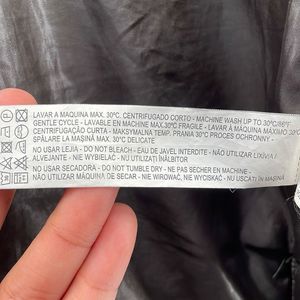 LAVAR A MAQUINA MAX. 30ºC. CENTRIFUGADO CORTO - MACHINE WASH UP TO 30ºC/86ºF
GENTLE CYCLE - LAVABLE EN MACHINE MAX.30ºC FRAGILE - LAVAR À MÁQUINA MÁX. 30ºC
CENTRIFUGAÇÃO CURTA - MAKSYMALNA TEMP. PRANIA 30ºC PROCES OCHRONNY -
SPĂLARE LA MAȘINĂ MAX. 30ºC DELICATE
NO USAR LEJIA - DO NOT BLEACH - EAU DE JAVEL INTERDITE - NÃO UTILIZAR LIXÍVIA /
ALVEJANTE - NIE WYBIELAĆ - NU UTILIZAȚI ÎNĂLBITOR
NO USAR SECADORA - DO NOT TUMBLE DRY - NE PAS SÉCHER EN MACHINE -
NÃO UTILIZAR MÁQUINA DE SECAR - NIE WIROWAĆ, NIE WYCISKAĆ - NU USCAȚI ÎN MAȘINĂ